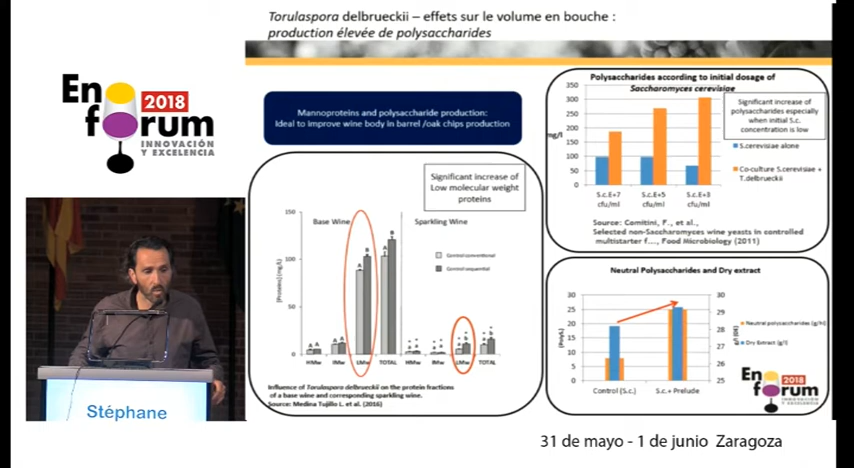 Torulaspora delbrueckii – effets sur le volume en bouche :
production élevée de polysaccharides
En
2018
forum
INNOVACIÓN
Y EXCELENCIA
Mannoproteins and polysaccharide production:
Ideal to improve wine body in barrel /oak chips production
Significant increase of
Low molecular weight
proteins
Base Wine
Sparkling Wine
Control conventional
Control sequential
[Proteins] (mg/L)
150
100
50
0
A A A A A B A B
a a a a a b a b
HMw IMw LMw TOTAL HMw IMw LMw TOTAL
Influence of Torulaspora delbrueckii on the protein fractions
of a base wine and corresponding sparkling wine.
Source: Medina Tujillo L. et al. (2016)
Polysaccharides according to initial dosage of
Saccharomyces cerevisiae
350
300
250
200
150
100
50
0
mg/l
Significant increase of
polysaccharides especially
when initial S.c.
concentration is low
S.cerevisiae alone
Co-culture S.cerevisiae +
T.delbrueckii
S.c.E+7 S.c.E+5 S.c.E+3
cfu/ml cfu/ml cfu/ml
Source: Comitini, F., et al.,
Selected non-Saccharomyces wine yeasts in controlled
multistarter f..., Food Microbiology (2011)
Neutral Polysaccharides and Dry extract
30
25
20
15
10
5
0
30
29
28
27
26
25
Neutral polysaccharides
Dry Extract (g/l)
Control (S.c.) S.c.+ Prelude
En
2018
forum
INNOVACIÓN
Y EXCELENCIA
Stéphane
31 de mayo - 1 de junio Zaragoza